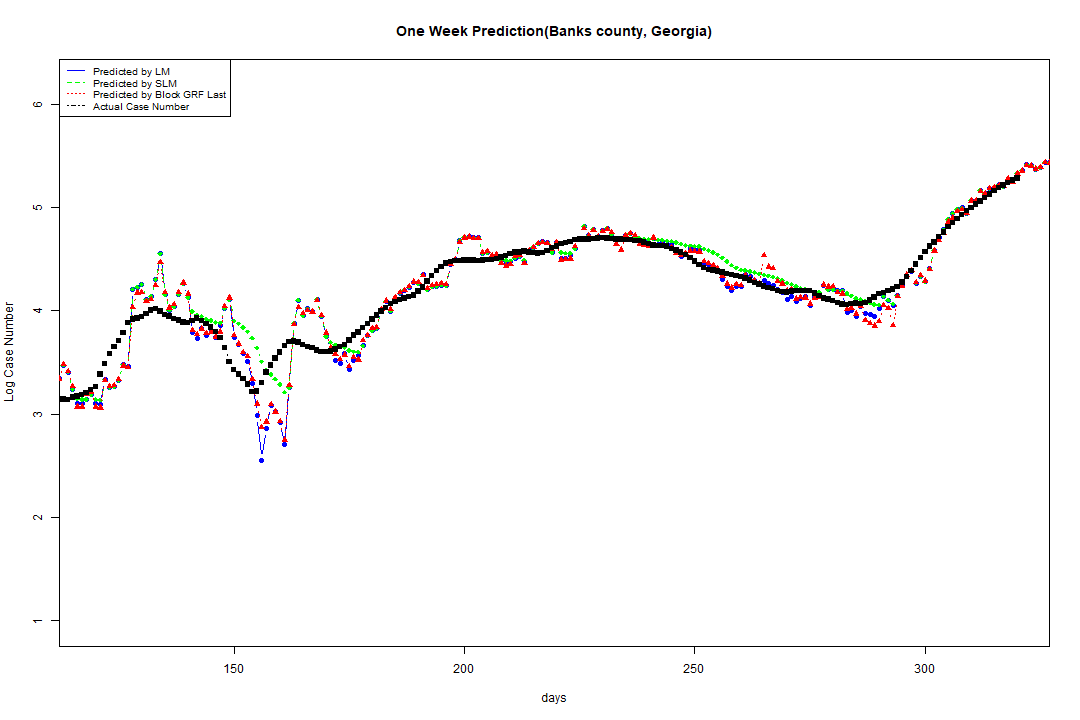 One Week Prediction(Banks county, Georgia)
Predicted by LM
Predicted by SLM
Predicted by Block GRF Last
Actual Case Number
6
5
4
3
2
1
Log Case Number
150
200
250
300
days